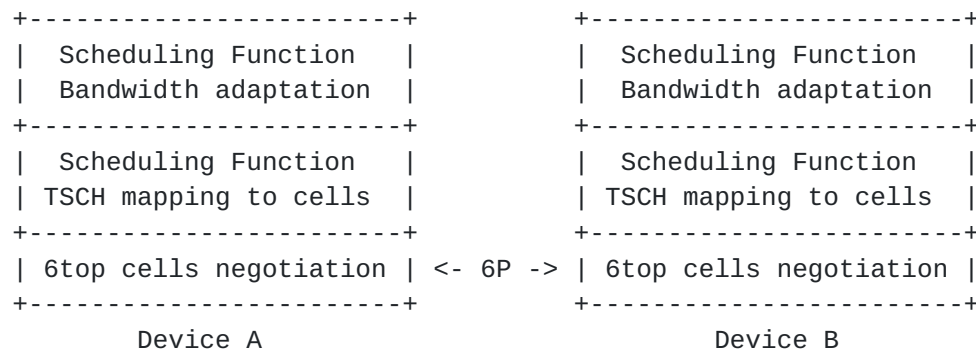 +------------------------+         +------------------------+
|  Scheduling Function   |         |  Scheduling Function   |
|  Bandwidth adaptation  |         |  Bandwidth adaptation  |
+------------------------+         +------------------------+
|  Scheduling Function   |         |  Scheduling Function   |
| TSCH mapping to cells  |         | TSCH mapping to cells  |
+------------------------+         +------------------------+
| 6top cells negotiation | <- 6P -> | 6top cells negotiation |
+------------------------+         +------------------------+
        Device A                             Device B